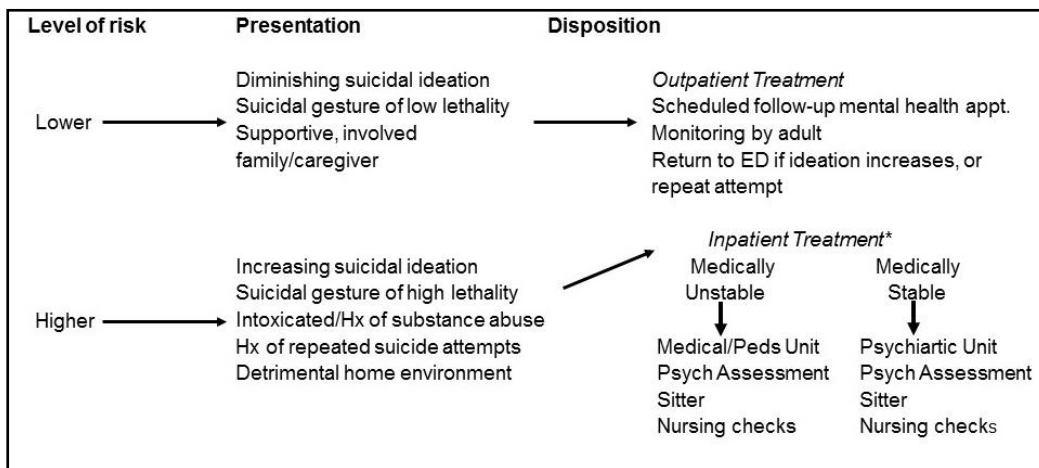 Level of risk Presentation Disposition
Diminishing suicidal ideation
Suicidal gesture of low lethality
Supportive, involved
family/caregiver
Lower
Outpatient Treatment
Scheduled follow-up mental health appt.
Monitoring by adult
Return to ED if ideation increases, or
repeat attempt
Higher
Increasing suicidal ideation
Suicidal gesture of high lethality
Intoxicated/Hx of substance abuse
Hx of repeated suicide attempts
Detrimental home environment
Inpatient Treatment*
Medically
Unstable
Medical/Peds Unit
Psych Assessment
Sitter
Nursing checks
Medically
Stable
Psychiartic Unit
Psych Assessment
Sitter
Nursing checks